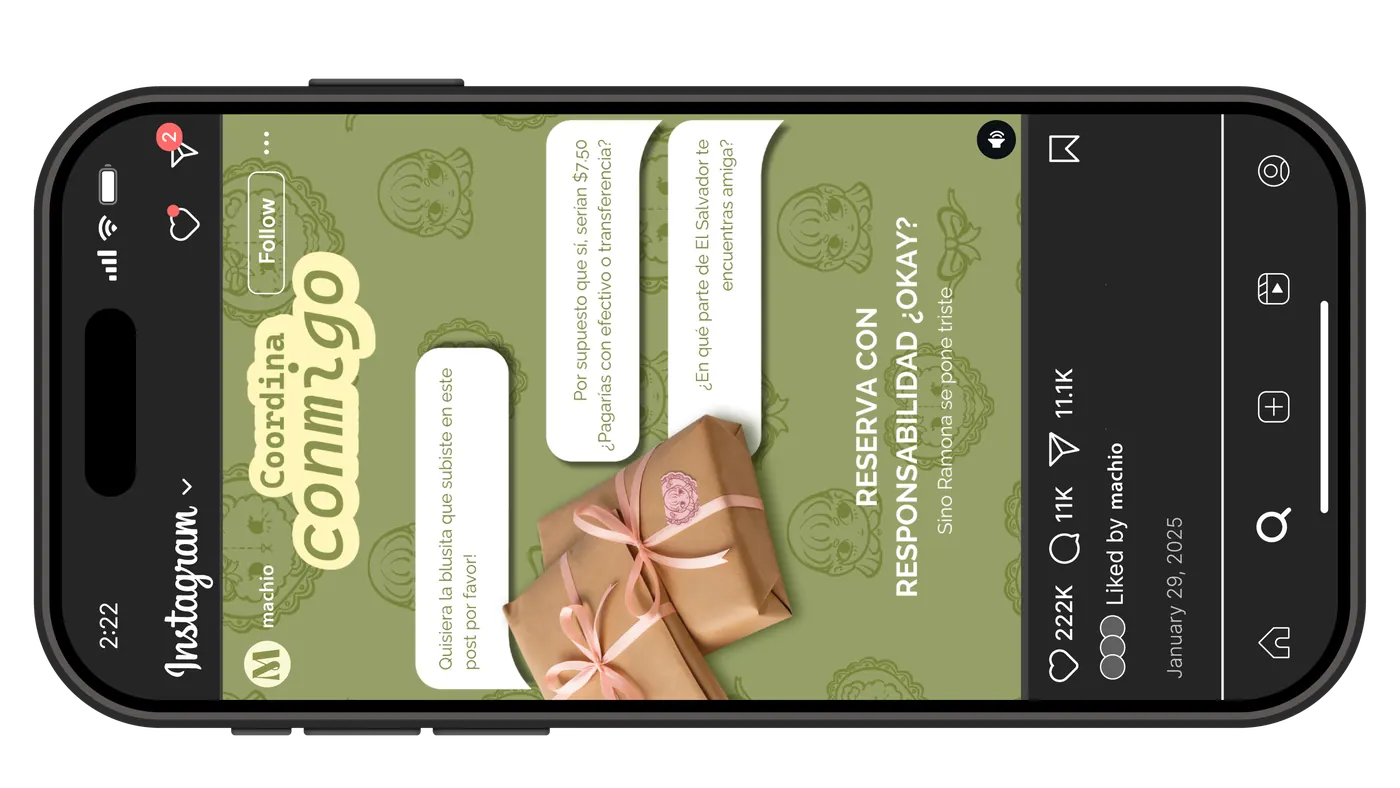 2:22
Instagram
2
machio
Follow
Coordina
conmigo
Quisiera la blusita que subiste en este
post por favor!
Por supuesto que sí, serían $7.50
¿Pagarías con efectivo o transferencia?
¿En qué parte de El Salvador te
encuentras amiga?
RESERVA CON
RESPONSABILIDAD ¿OKAY?
Sino Ramona se pone triste
222K 11K 11.1K
Liked by machio
January 29, 2025